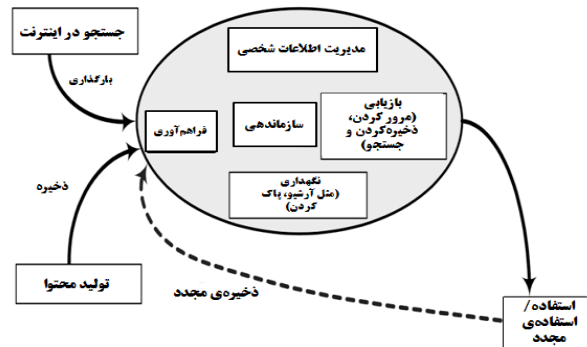 جستجو در اینترنت
بارگذاری
مدیریت اطلاعات شخصی
بازیابی
(مرور کردن،
ذخیره‌کردن و
جستجو)
سازماندهی
فراهم‌آوری
نگهداری
(مثل آرشیو، پاک
کردن)
ذخیره
تولید محتوا
ذخیره‌ی مجدد
استفاده/
استفاده‌ی
مجدد